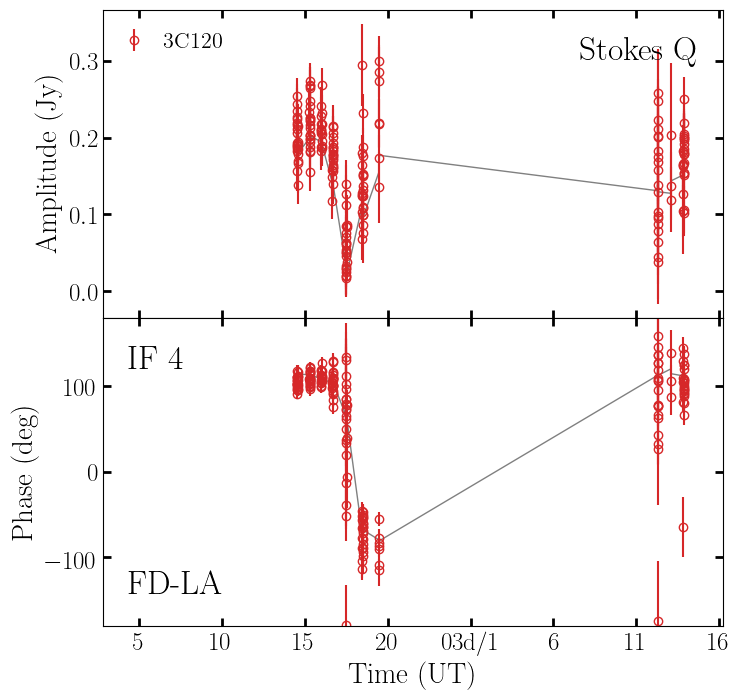 3C120
Stokes Q
0.3
0.2
0.1
0.0
Amplitude (Jy)
IF 4
100
0
−100
Phase (deg)
FD-LA
5 10 15 20 03d/1 6 11 16
Time (UT)